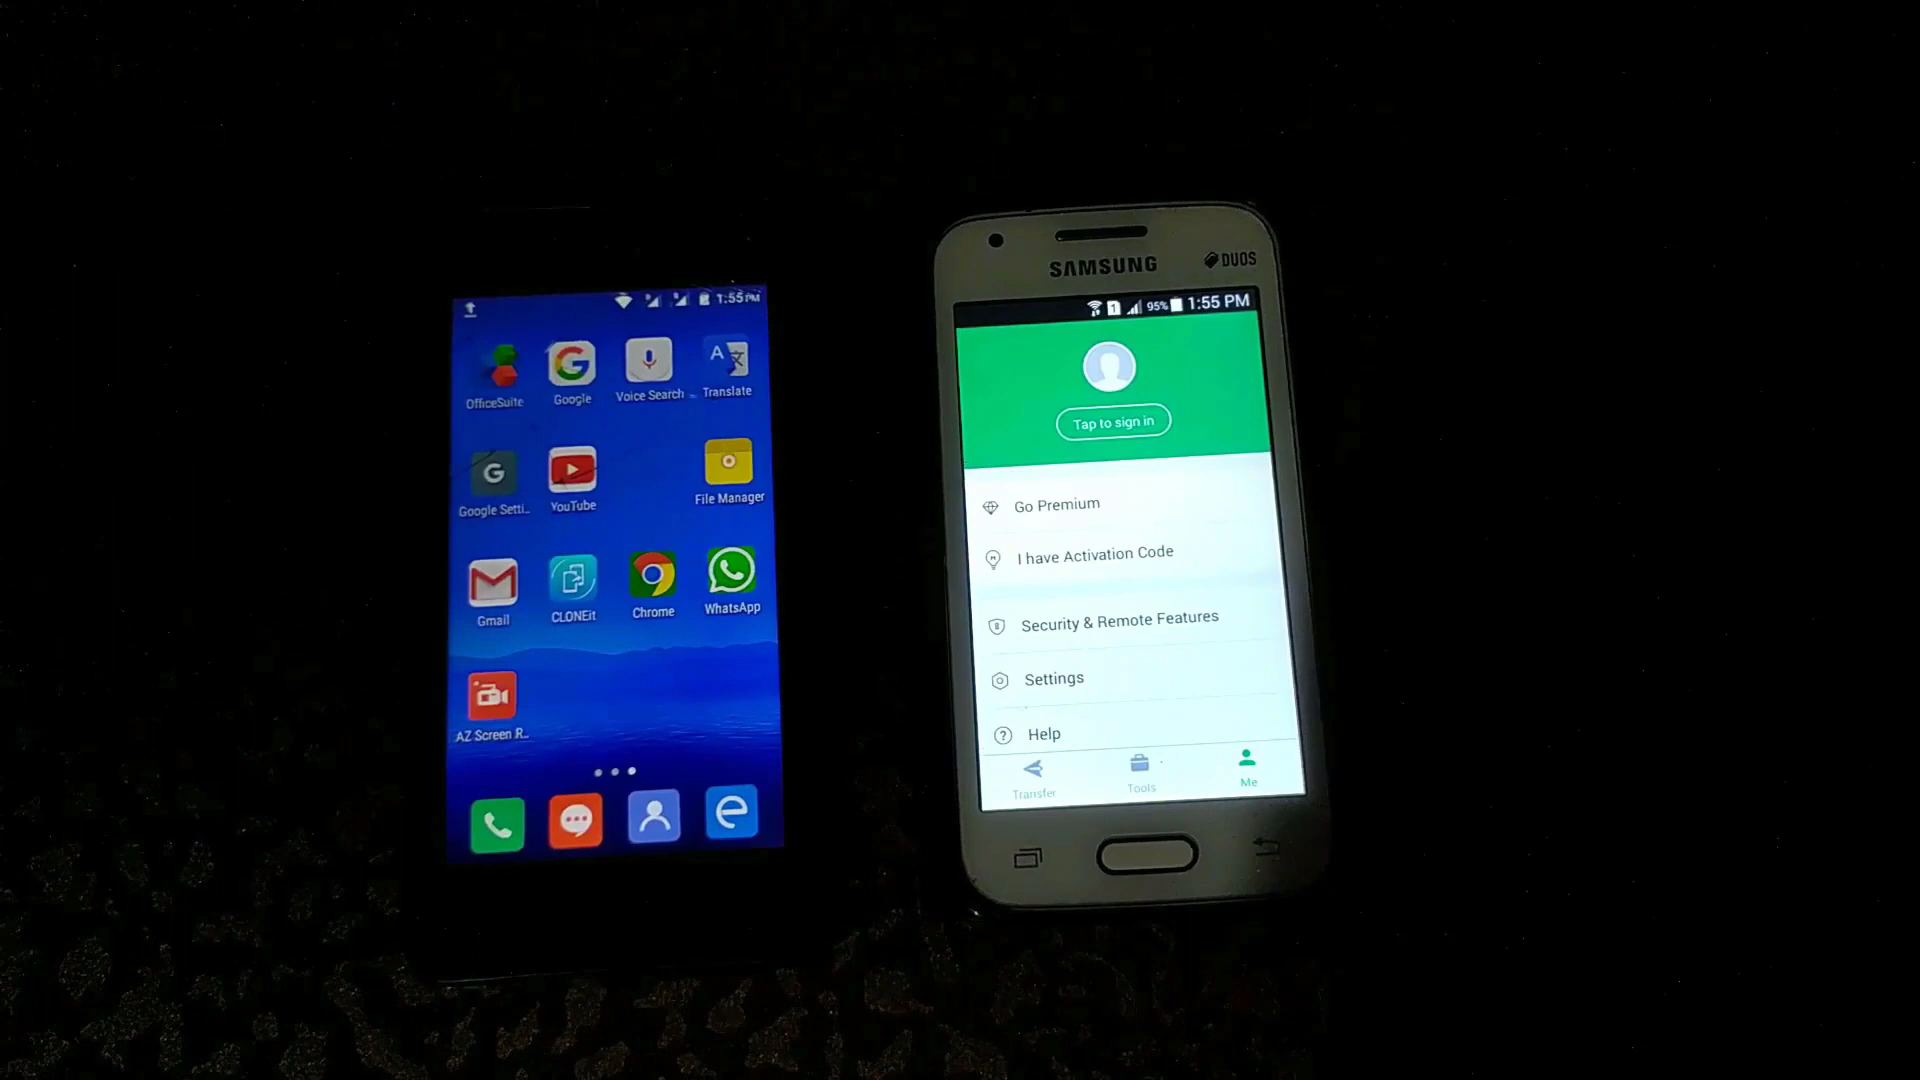 1:55 PM
OfficeSuite
Google
Voice Search
Translate
Google Setti..
YouTube
File Manager
Gmail
CLONEit
Chrome
WhatsApp
AZ Screen R..
SAMSUNG
DUOS
1 95% 1:55 PM
Tap to sign in
Go Premium
I have Activation Code
Security & Remote Features
Settings
Help
Transfer
Tools
Me